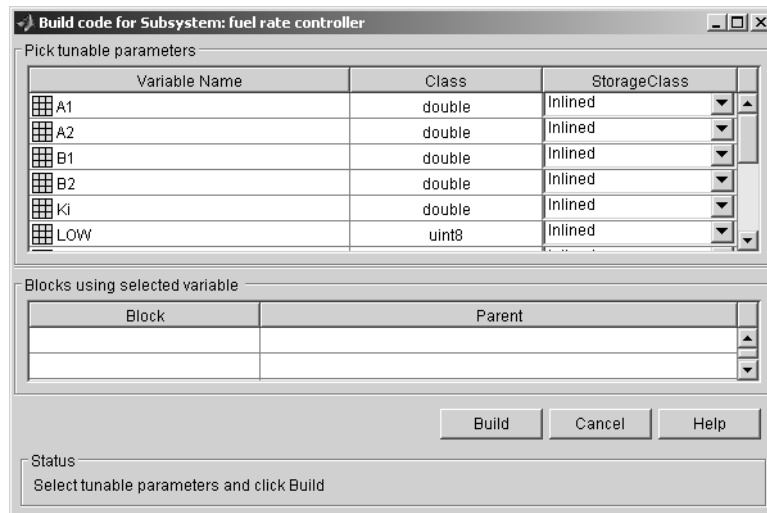 Build code for Subsystem: fuel rate controller
Pick tunable parameters
Variable Name Class StorageClass
A1 double Inlined
A2 double Inlined
B1 double Inlined
B2 double Inlined
Ki double Inlined
LOW uint8 Inlined
Blocks using selected variable
Block Parent
Build Cancel Help
Status
Select tunable parameters and click Build